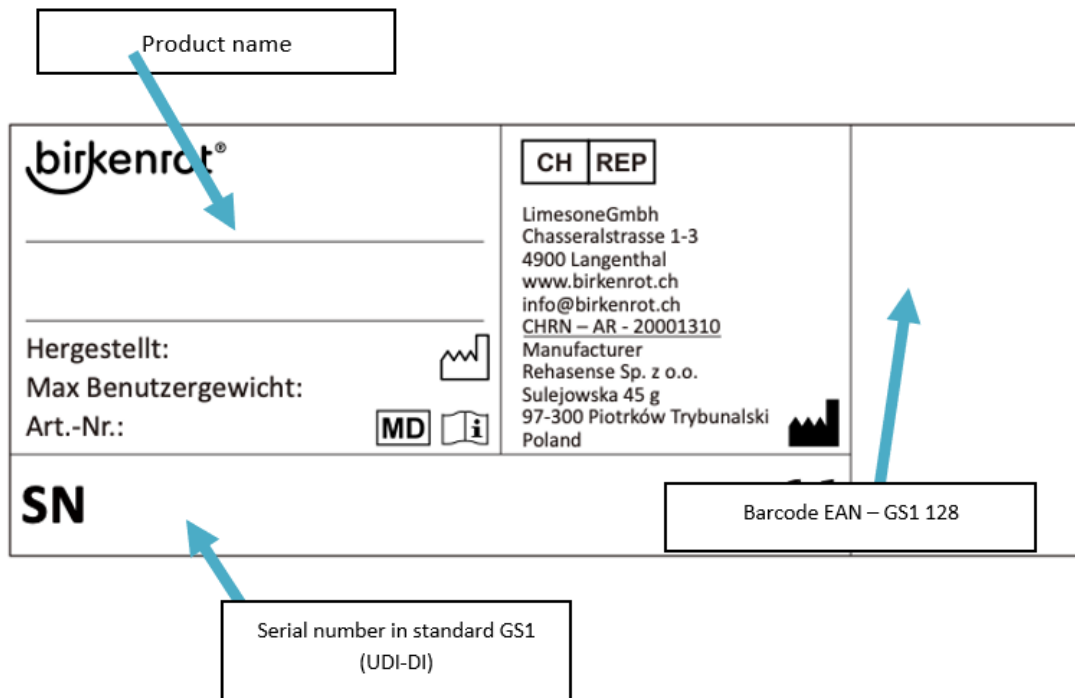 Product name
birkenrot®
CH REP
LimesoneGmbh
Chasseralstrasse 1-3
4900 Langenthal
www.birkenrot.ch
info@birkenrot.ch
CHRN – AR - 20001310
Manufacturer
Rehasense Sp. z o.o.
Sulejowska 45 g
97-300 Piotrków Trybunalski
Poland
Hergestellt:
Max Benutzergewicht:
Art.-Nr.:
MD i
SN
Barcode EAN – GS1 128
Serial number in standard GS1
(UDI-DI)